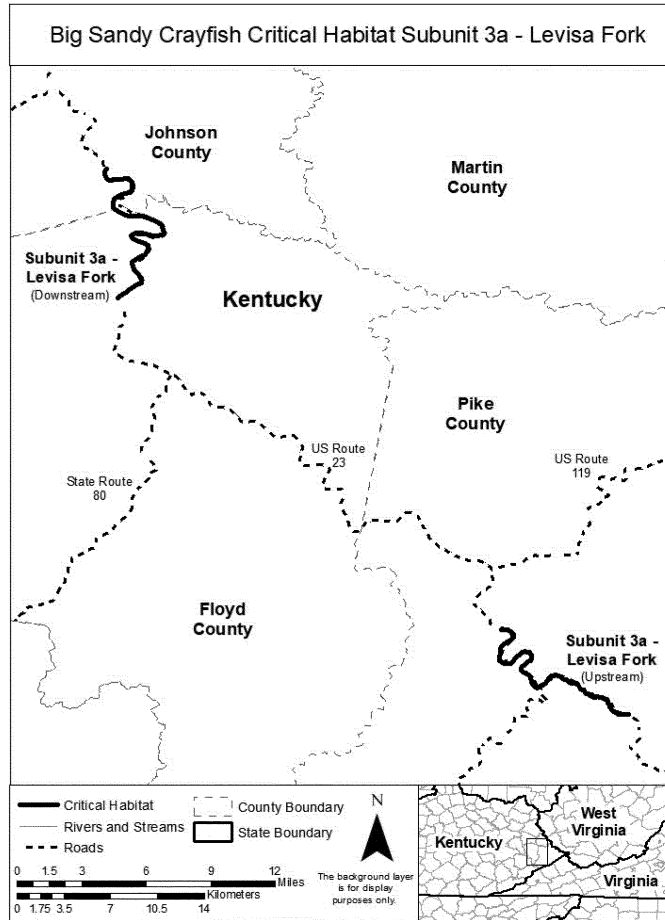 Big Sandy Crayfish Critical Habitat Subunit 3a - Levisa Fork
Johnson
County
Martin
County
Subunit 3a -
Levisa Fork
(Downstream)
Kentucky
Pike
County
US Route
23
US Route
119
State Route
80
Floyd
County
Subunit 3a -
Levisa Fork
(Upstream)
Critical Habitat
Rivers and Streams
Roads
County Boundary
State Boundary
0 1.5 3 6 9 12
Miles
Kilometers
0 1.75 3.5 7 10.5 14
N
The background layer
is for display
purposes only.
Kentucky
West
Virginia
Virginia